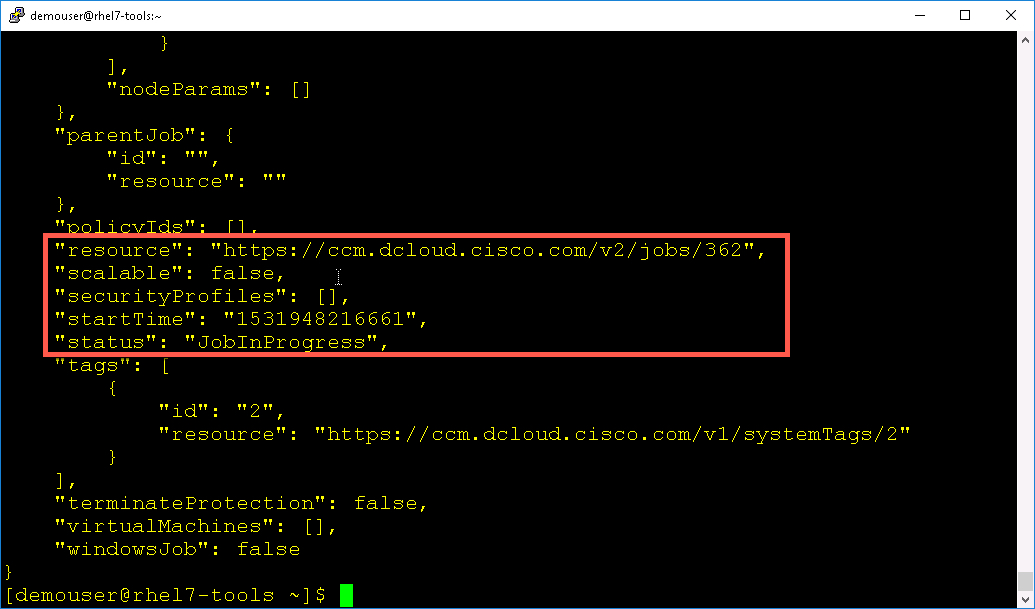 demouser@rhel7-tools:~
            }
        ],
        "nodeParams": []
    },
    "parentJob": {
        "id": "",
        "resource": ""
    },
    "policyIds": [],
    "resource": "https://ccm.dcloud.cisco.com/v2/jobs/362",
    "scalable": false,
    "securityProfiles": [],
    "startTime": "1531948216661",
    "status": "JobInProgress",
    "tags": [
        {
            "id": "2",
            "resource": "https://ccm.dcloud.cisco.com/v1/systemTags/2"
        }
    ],
    "terminateProtection": false,
    "virtualMachines": [],
    "windowsJob": false
}
[demouser@rhel7-tools ~]$